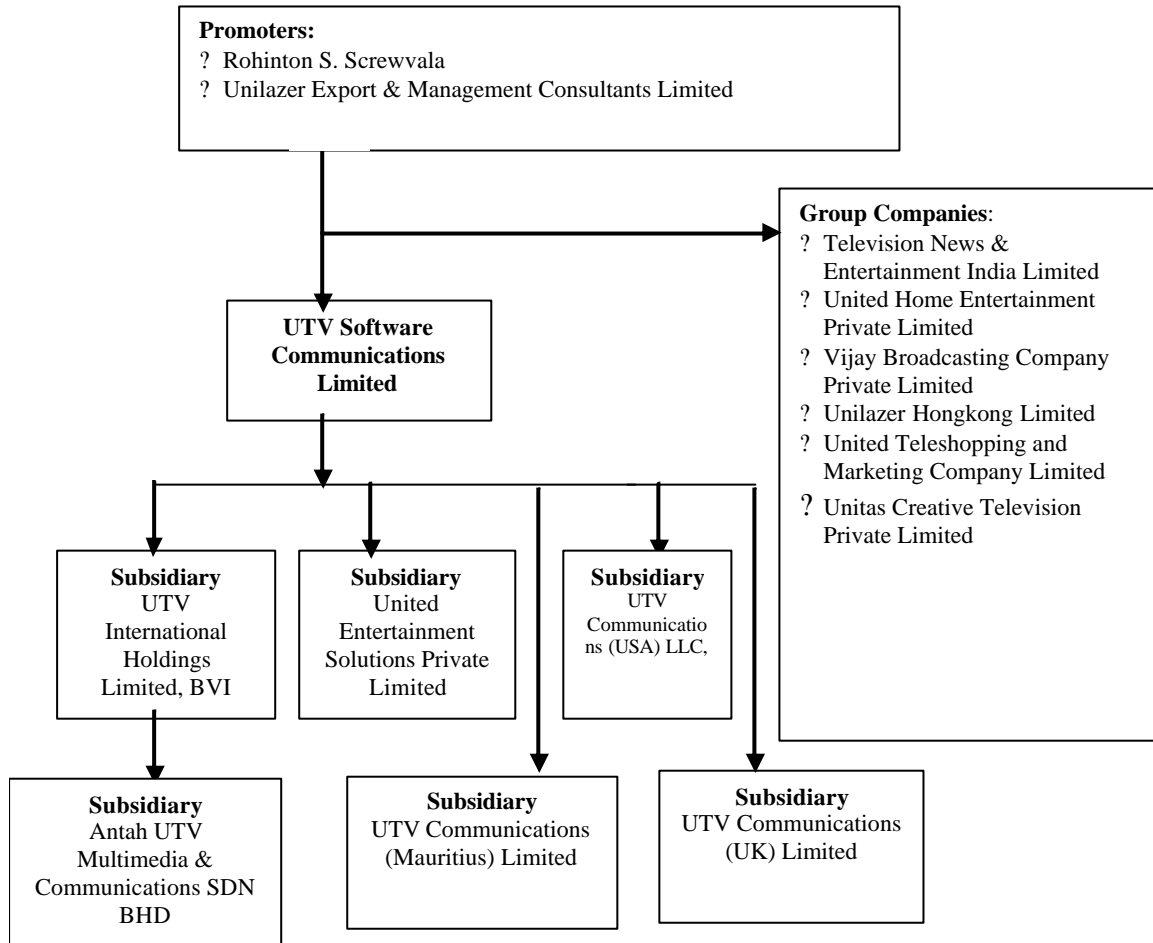 Promoters:
? Rohinton S. Screwvala
? Unilazer Export & Management Consultants Limited
Group Companies:
? Television News &
Entertainment India Limited
? United Home Entertainment
Private Limited
? Vijay Broadcasting Company
Private Limited
? Unilazer Hongkong Limited
? United Teleshopping and
Marketing Company Limited
? Unitas Creative Television
Private Limited
UTV Software
Communications
Limited
Subsidiary
UTV
International
Holdings
Limited, BVI
Subsidiary
United
Entertainment
Solutions Private
Limited
Subsidiary
UTV
Communicatio
ns (USA) LLC,
Subsidiary
Antah UTV
Multimedia &
Communications SDN
BHD
Subsidiary
UTV Communications
(Mauritius) Limited
Subsidiary
UTV Communications
(UK) Limited